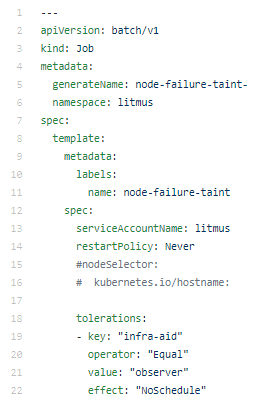 1 ---
2 apiVersion: batch/v1
3 kind: Job
4 metadata:
5   generateName: node-failure-taint-
6   namespace: litmus
7 spec:
8   template:
9     metadata:
10       labels:
11         name: node-failure-taint
12     spec:
13       serviceAccountName: litmus
14       restartPolicy: Never
15       #nodeSelector:
16       #  kubernetes.io/hostname:
17
18       tolerations:
19       - key: "infra-aid"
20         operator: "Equal"
21         value: "observer"
22         effect: "NoSchedule"